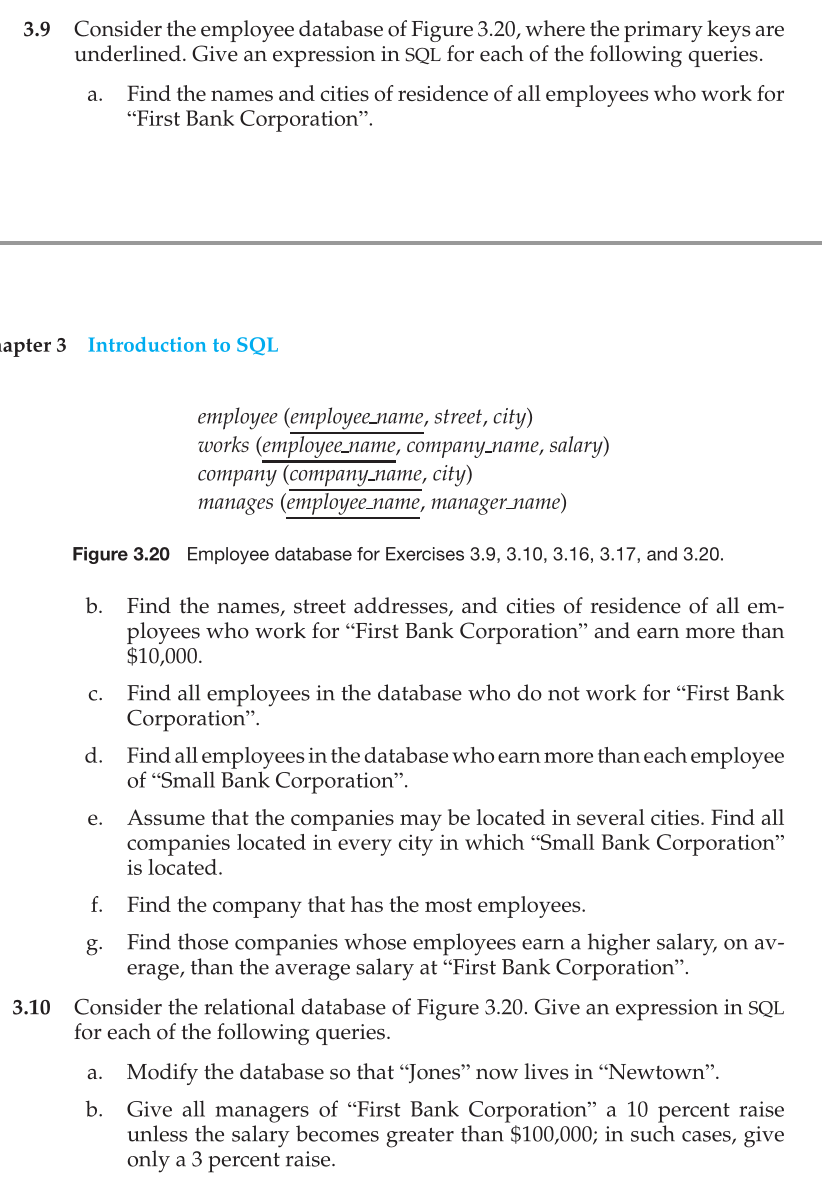 3.9 Consider the employee database of Figure 3.20, where the primary keys are
underlined. Give an expression in SQL for each of the following queries.
a. Find the names and cities of residence of all employees who work for
“First Bank Corporation”.
apter 3 Introduction to SQL
employee (employee_name, street, city)
works (employee_name, company_name, salary)
company (company_name, city)
manages (employee_name, manager_name)
Figure 3.20 Employee database for Exercises 3.9, 3.10, 3.16, 3.17, and 3.20.
b. Find the names, street addresses, and cities of residence of all em-
ployees who work for “First Bank Corporation” and earn more than
$10,000.
c. Find all employees in the database who do not work for “First Bank
Corporation”.
d. Find all employees in the database who earn more than each employee
of “Small Bank Corporation”.
e. Assume that the companies may be located in several cities. Find all
companies located in every city in which “Small Bank Corporation”
is located.
f. Find the company that has the most employees.
g. Find those companies whose employees earn a higher salary, on av-
erage, than the average salary at “First Bank Corporation”.
3.10 Consider the relational database of Figure 3.20. Give an expression in SQL
for each of the following queries.
a. Modify the database so that “Jones” now lives in “Newtown”.
b. Give all managers of “First Bank Corporation” a 10 percent raise
unless the salary becomes greater than $100,000; in such cases, give
only a 3 percent raise.